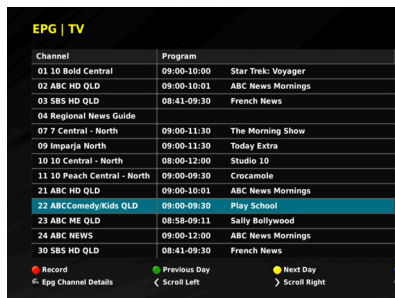 EPG | TV
Channel Program
01 10 Bold Central 09:00-10:00 Star Trek: Voyager
02 ABC HD QLD 09:00-10:01 ABC News Mornings
03 SBS HD QLD 08:41-09:30 French News
04 Regional News Guide
07 7 Central - North 09:00-11:30 The Morning Show
09 Imparja North 09:00-11:30 Today Extra
10 10 Central - North 08:00-12:00 Studio 10
11 10 Peach Central - North 09:00-09:30 Crocamole
21 ABC HD QLD 09:00-10:01 ABC News Mornings
22 ABCComedy/Kids QLD 09:00-09:30 Play School
23 ABC ME QLD 08:58-09:11 Sally Bollywood
24 ABC NEWS 09:00-12:00 ABC News Mornings
30 SBS HD QLD 08:41-09:30 French News
Record Previous Day Next Day
Epg Channel Details Scroll Left Scroll Right